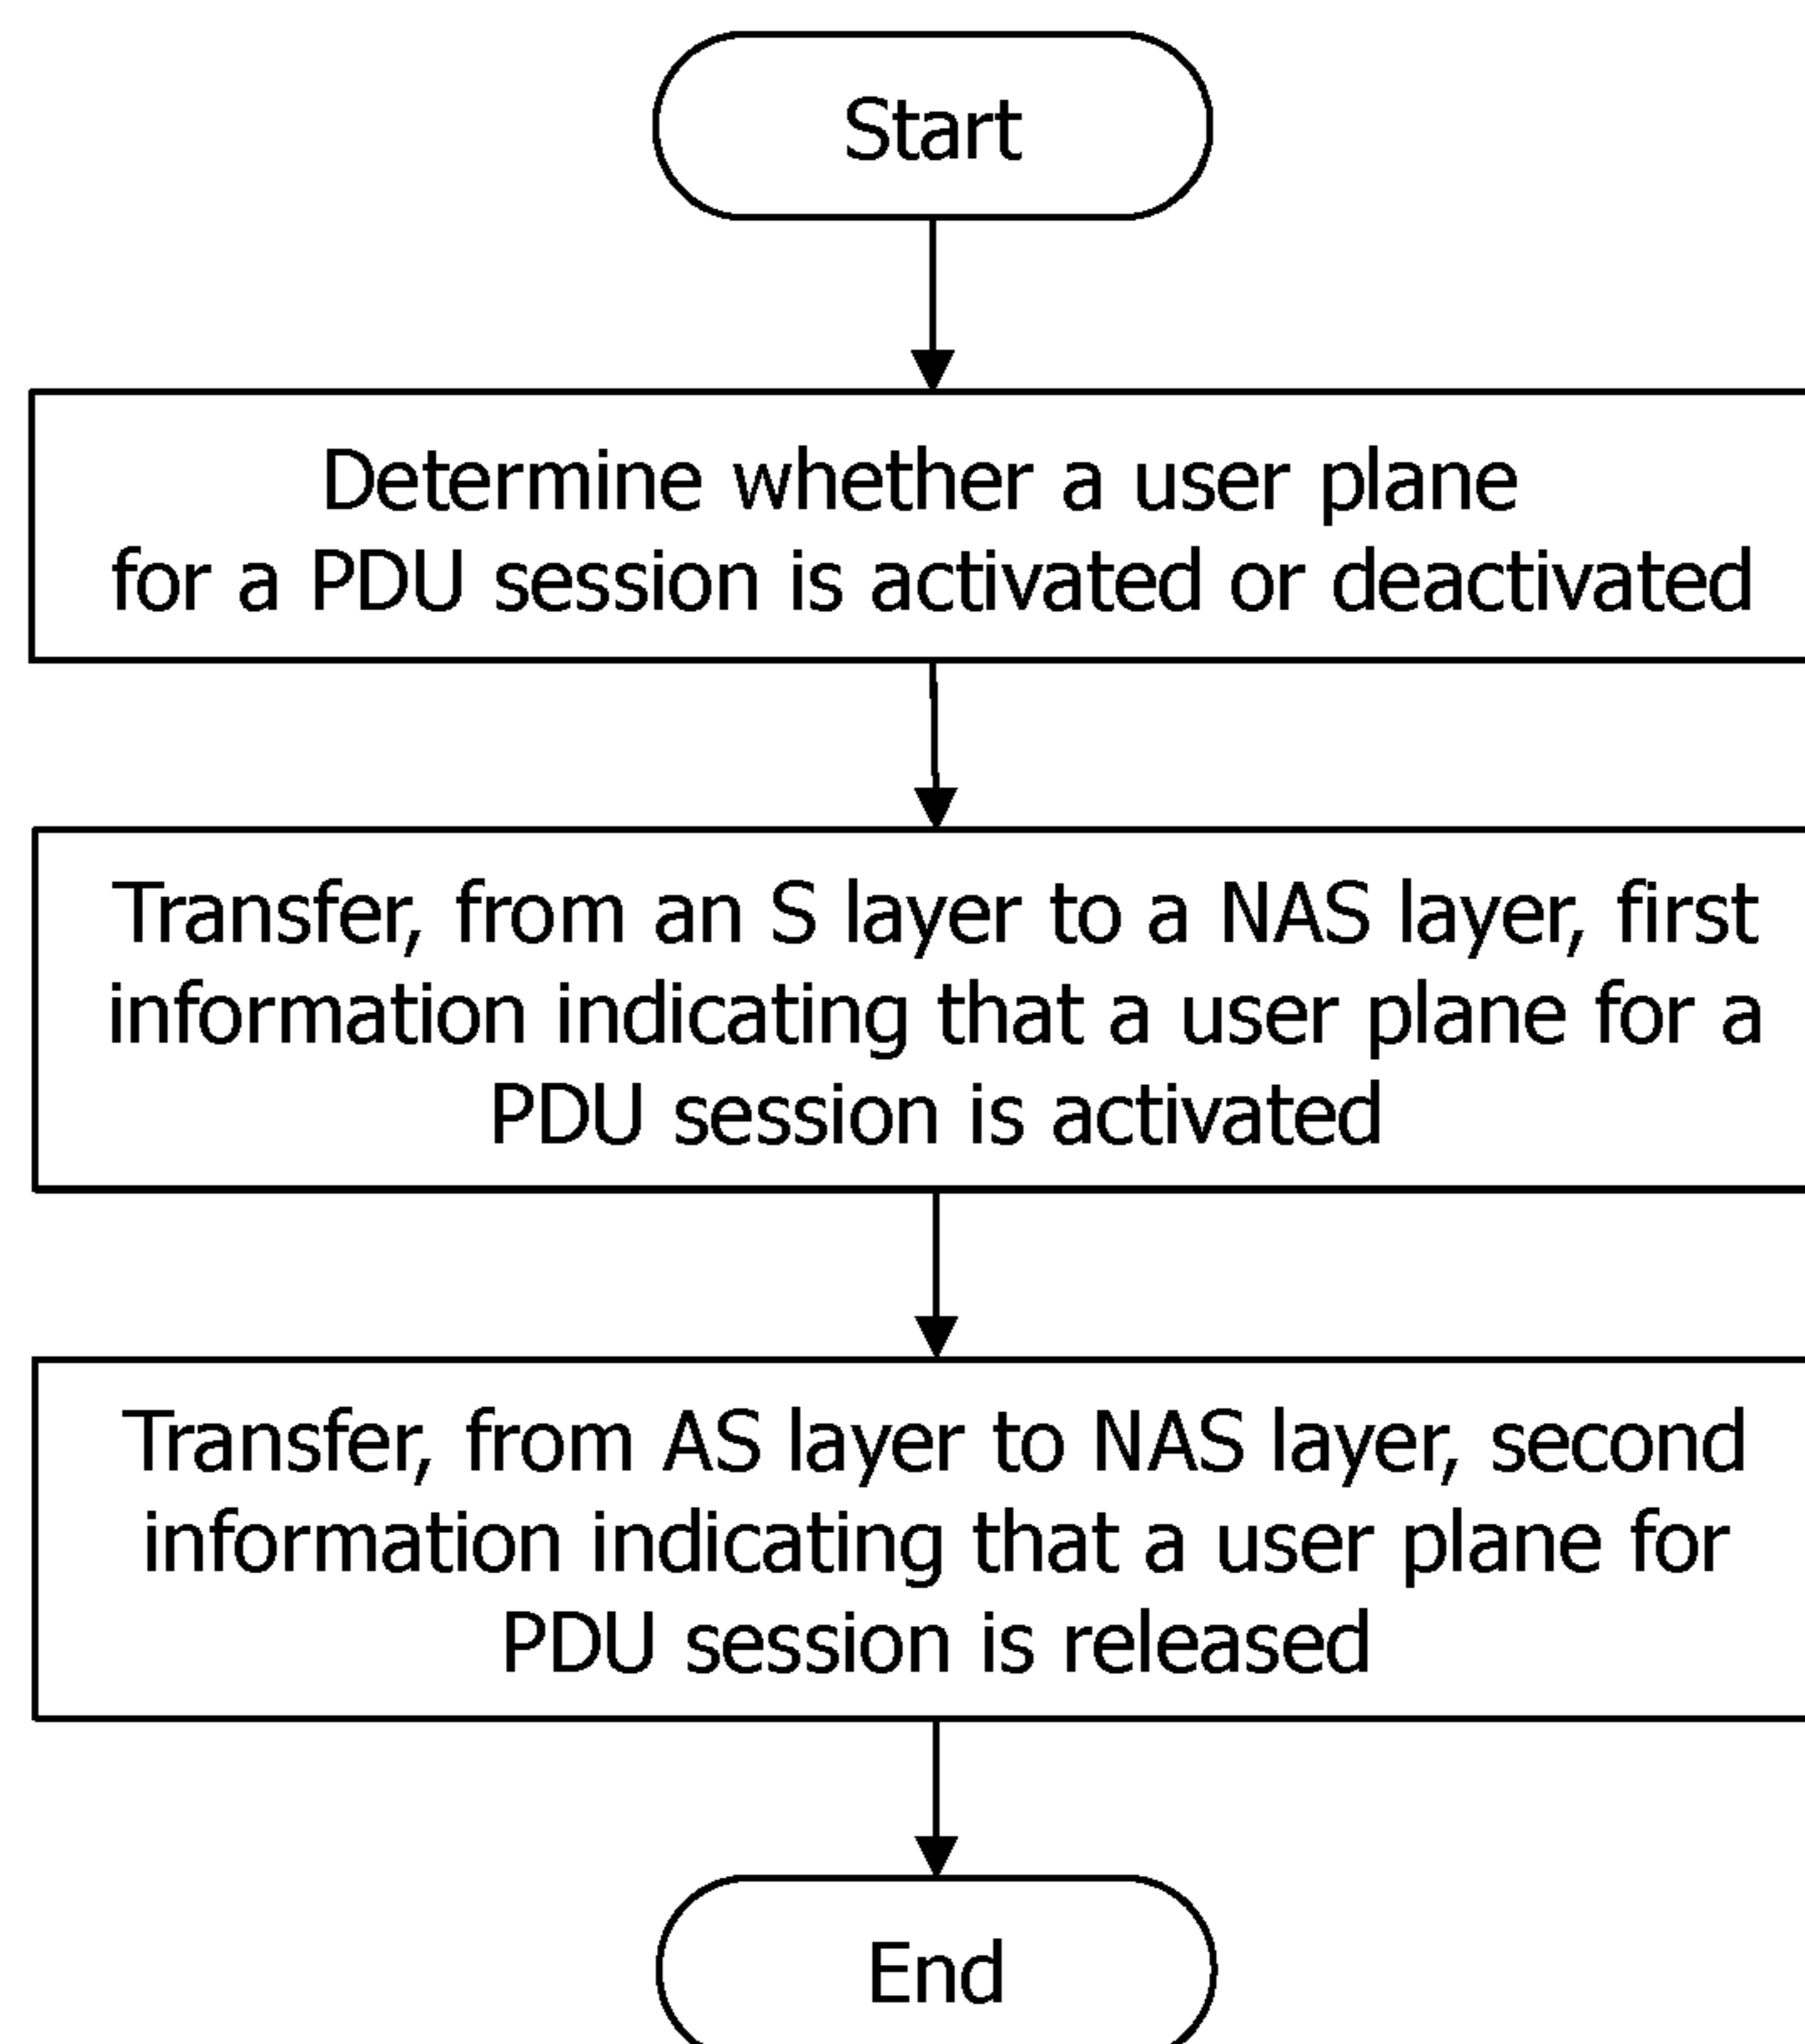 Start
Determine whether a user plane
for a PDU session is activated or deactivated
Transfer, from an S layer to a NAS layer, first
information indicating that a user plane for a
PDU session is activated
Transfer, from AS layer to NAS layer, second
information indicating that a user plane for
PDU session is released
End